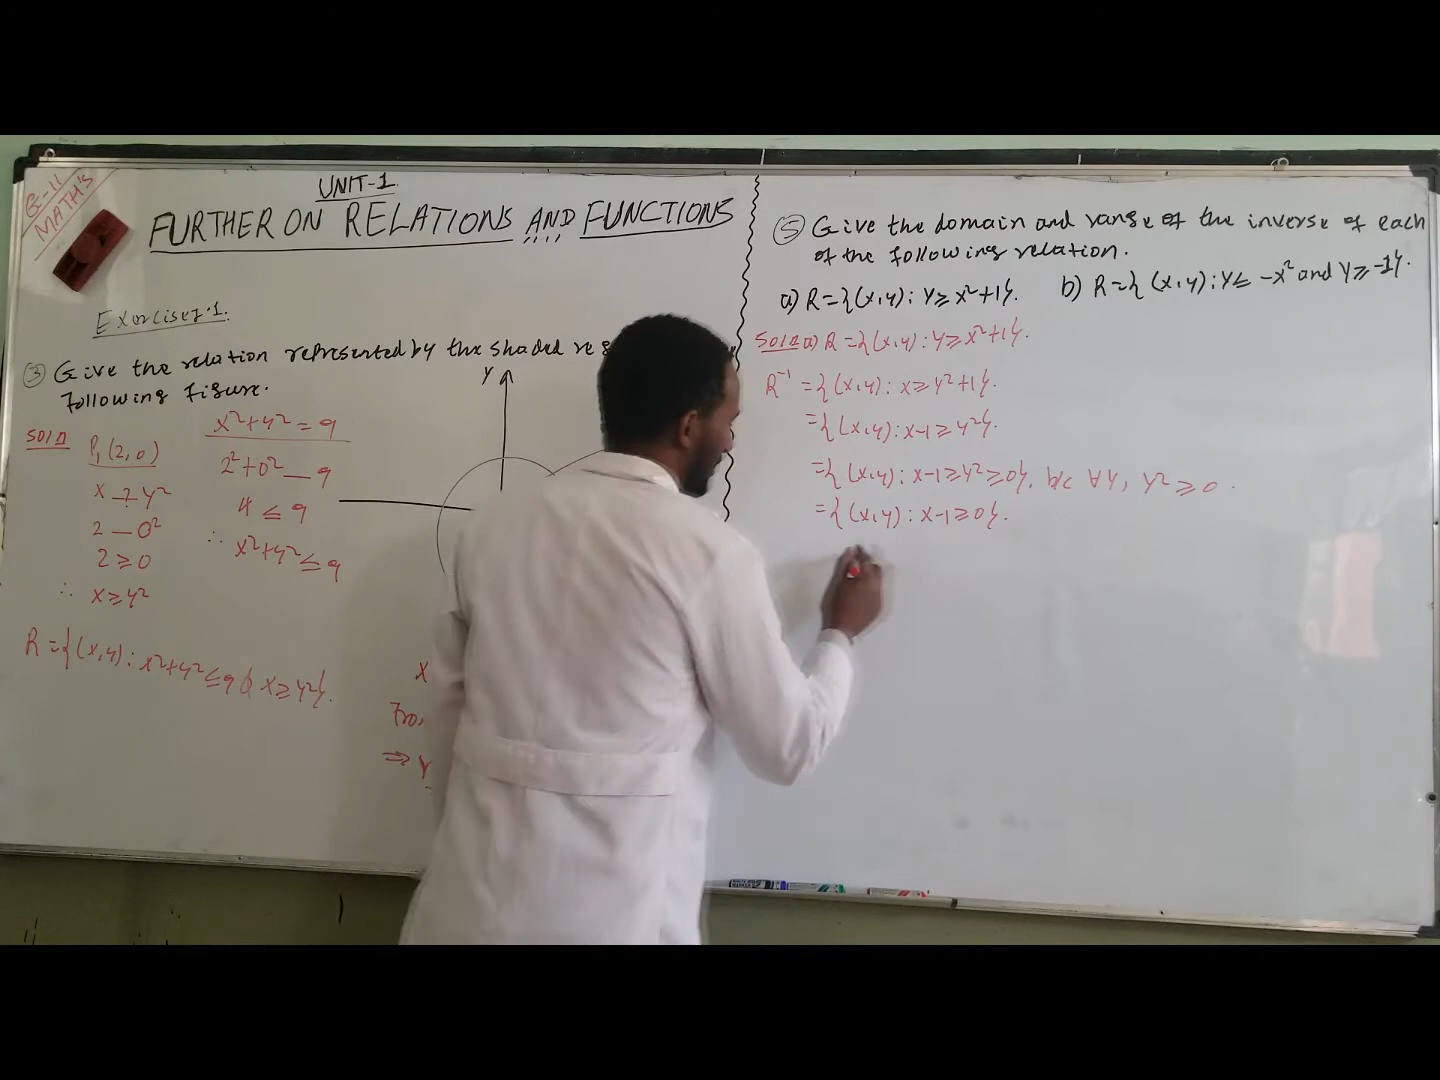 G-11
MATH'S
UNIT-1.
FURTHER ON RELATIONS AND FUNCTIONS
Exercise 1.1.
③ Give the relation represented by the shaded reg
following figure.
Soln
P₁(2,0)
x ± y²
2 — 0²
2 ≥ 0
∴ x ≥ y²
x²+y² = 9
2²+0² — 9
4 ≤ 9
∴ x²+y² ≤ 9
R={(x,y): x²+y² ≤ 9 & x ≥ y²}.
y
x
⇒ y
⑤ Give the domain and range of the inverse of each
of the following relation.
a) R={(x,y): y ≥ x²+1}. b) R={(x,y): y ≤ -x² and y ≥ -1}.
Soln a) R={(x,y): y ≥ x²+1}.
R⁻¹ ={(x,y): x ≥ y²+1}.
={(x,y): x-1 ≥ y²}.
={(x,y): x-1 ≥ y² ≥ 0}. b/c ∀y, y² ≥ 0.
={(x,y): x-1 ≥ 0}.